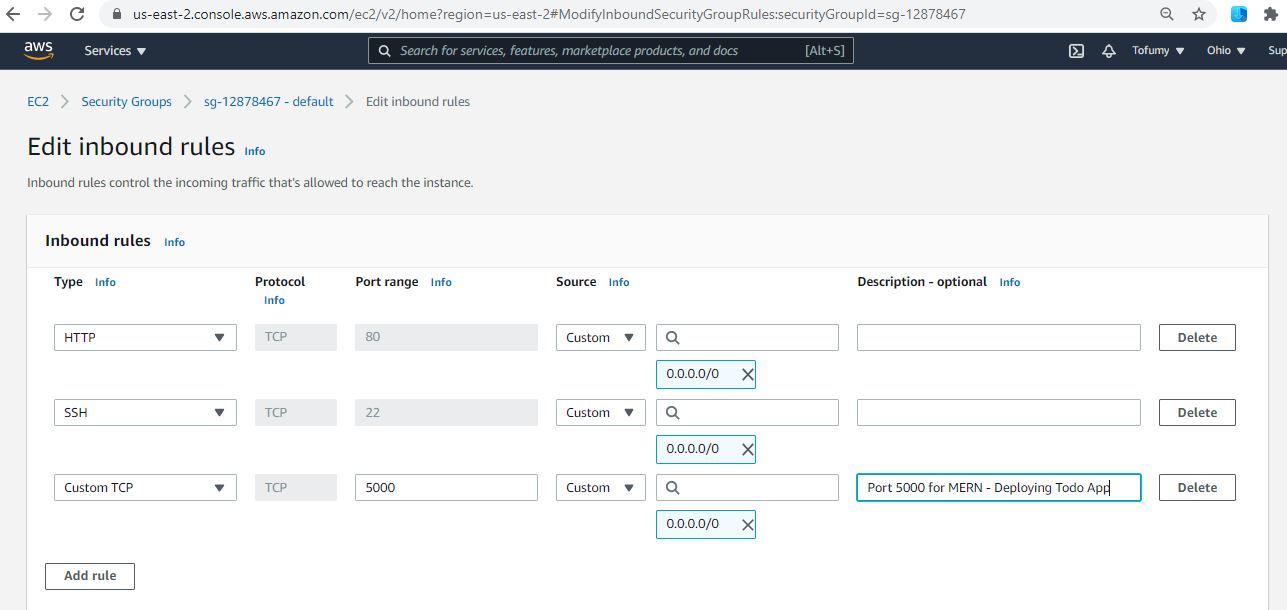 us-east-2.console.aws.amazon.com/ec2/v2/home?region=us-east-2#ModifyInboundSecurityGroupRules:securityGroupId=sg-12878467
aws Services Search for services, features, marketplace products, and docs [Alt+S] Tofumy Ohio Sup
EC2 Security Groups sg-12878467 - default Edit inbound rules
Edit inbound rules Info
Inbound rules control the incoming traffic that's allowed to reach the instance.
Inbound rules Info
Type Info Protocol Info Port range Info Source Info Description - optional Info
HTTP TCP 80 Custom Delete
0.0.0.0/0
SSH TCP 22 Custom Delete
0.0.0.0/0
Custom TCP TCP 5000 Custom Port 5000 for MERN - Deploying Todo App Delete
0.0.0.0/0
Add rule